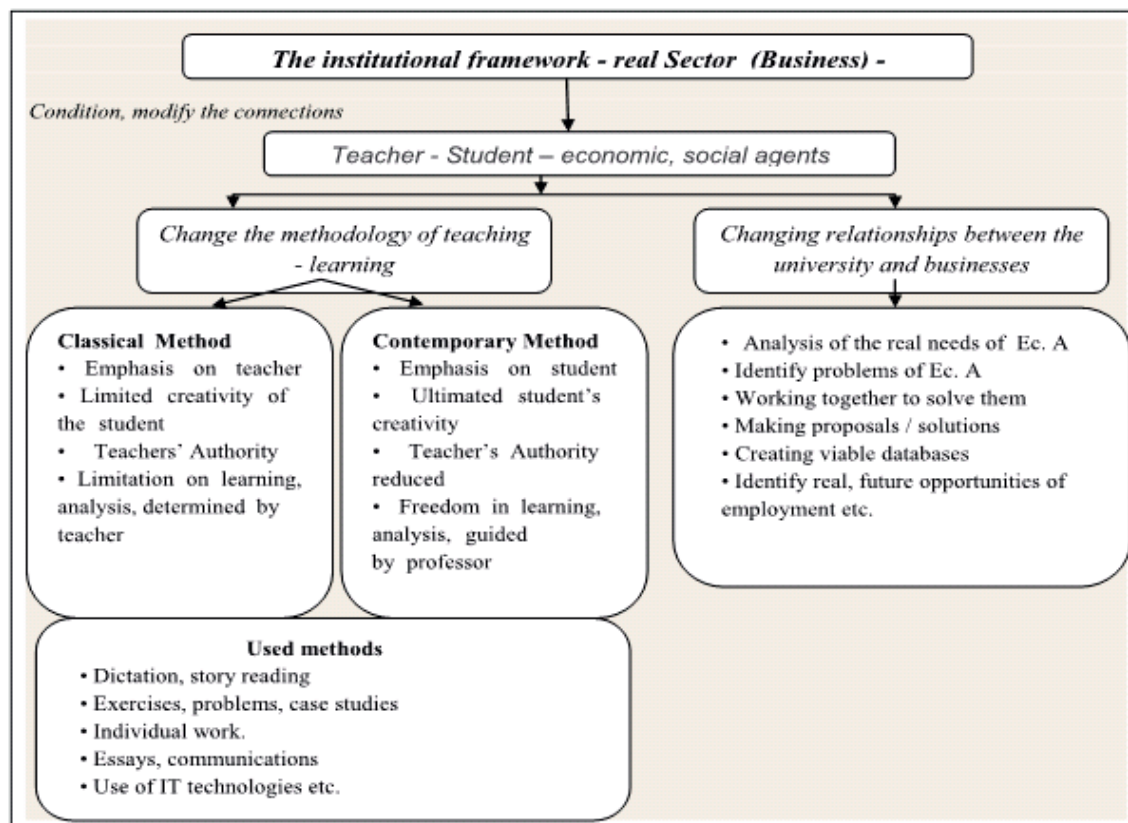 The institutional framework - real Sector (Business) -
Condition, modify the connections
Teacher - Student – economic, social agents
Change the methodology of teaching
- learning
Changing relationships between the
university and businesses
Classical Method
• Emphasis on teacher
• Limited creativity of
the student
• Teachers' Authority
• Limitation on learning,
analysis, determined by
teacher
Contemporary Method
• Emphasis on student
• Ultimated student's
creativity
• Teacher's Authority
reduced
• Freedom in learning,
analysis, guided
by professor
• Analysis of the real needs of Ec. A
• Identify problems of Ec. A
• Working together to solve them
• Making proposals / solutions
• Creating viable databases
• Identify real, future opportunities of
employment etc.
Used methods
• Dictation, story reading
• Exercises, problems, case studies
• Individual work.
• Essays, communications
• Use of IT technologies etc.